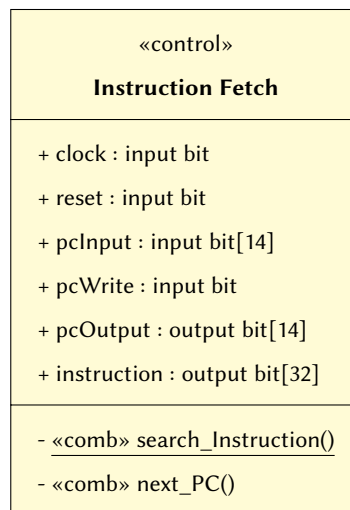 «control»
Instruction Fetch
+ clock : input bit
+ reset : input bit
+ pcInput : input bit[14]
+ pcWrite : input bit
+ pcOutput : output bit[14]
+ instruction : output bit[32]
- «comb» search_Instruction()
- «comb» next_PC()